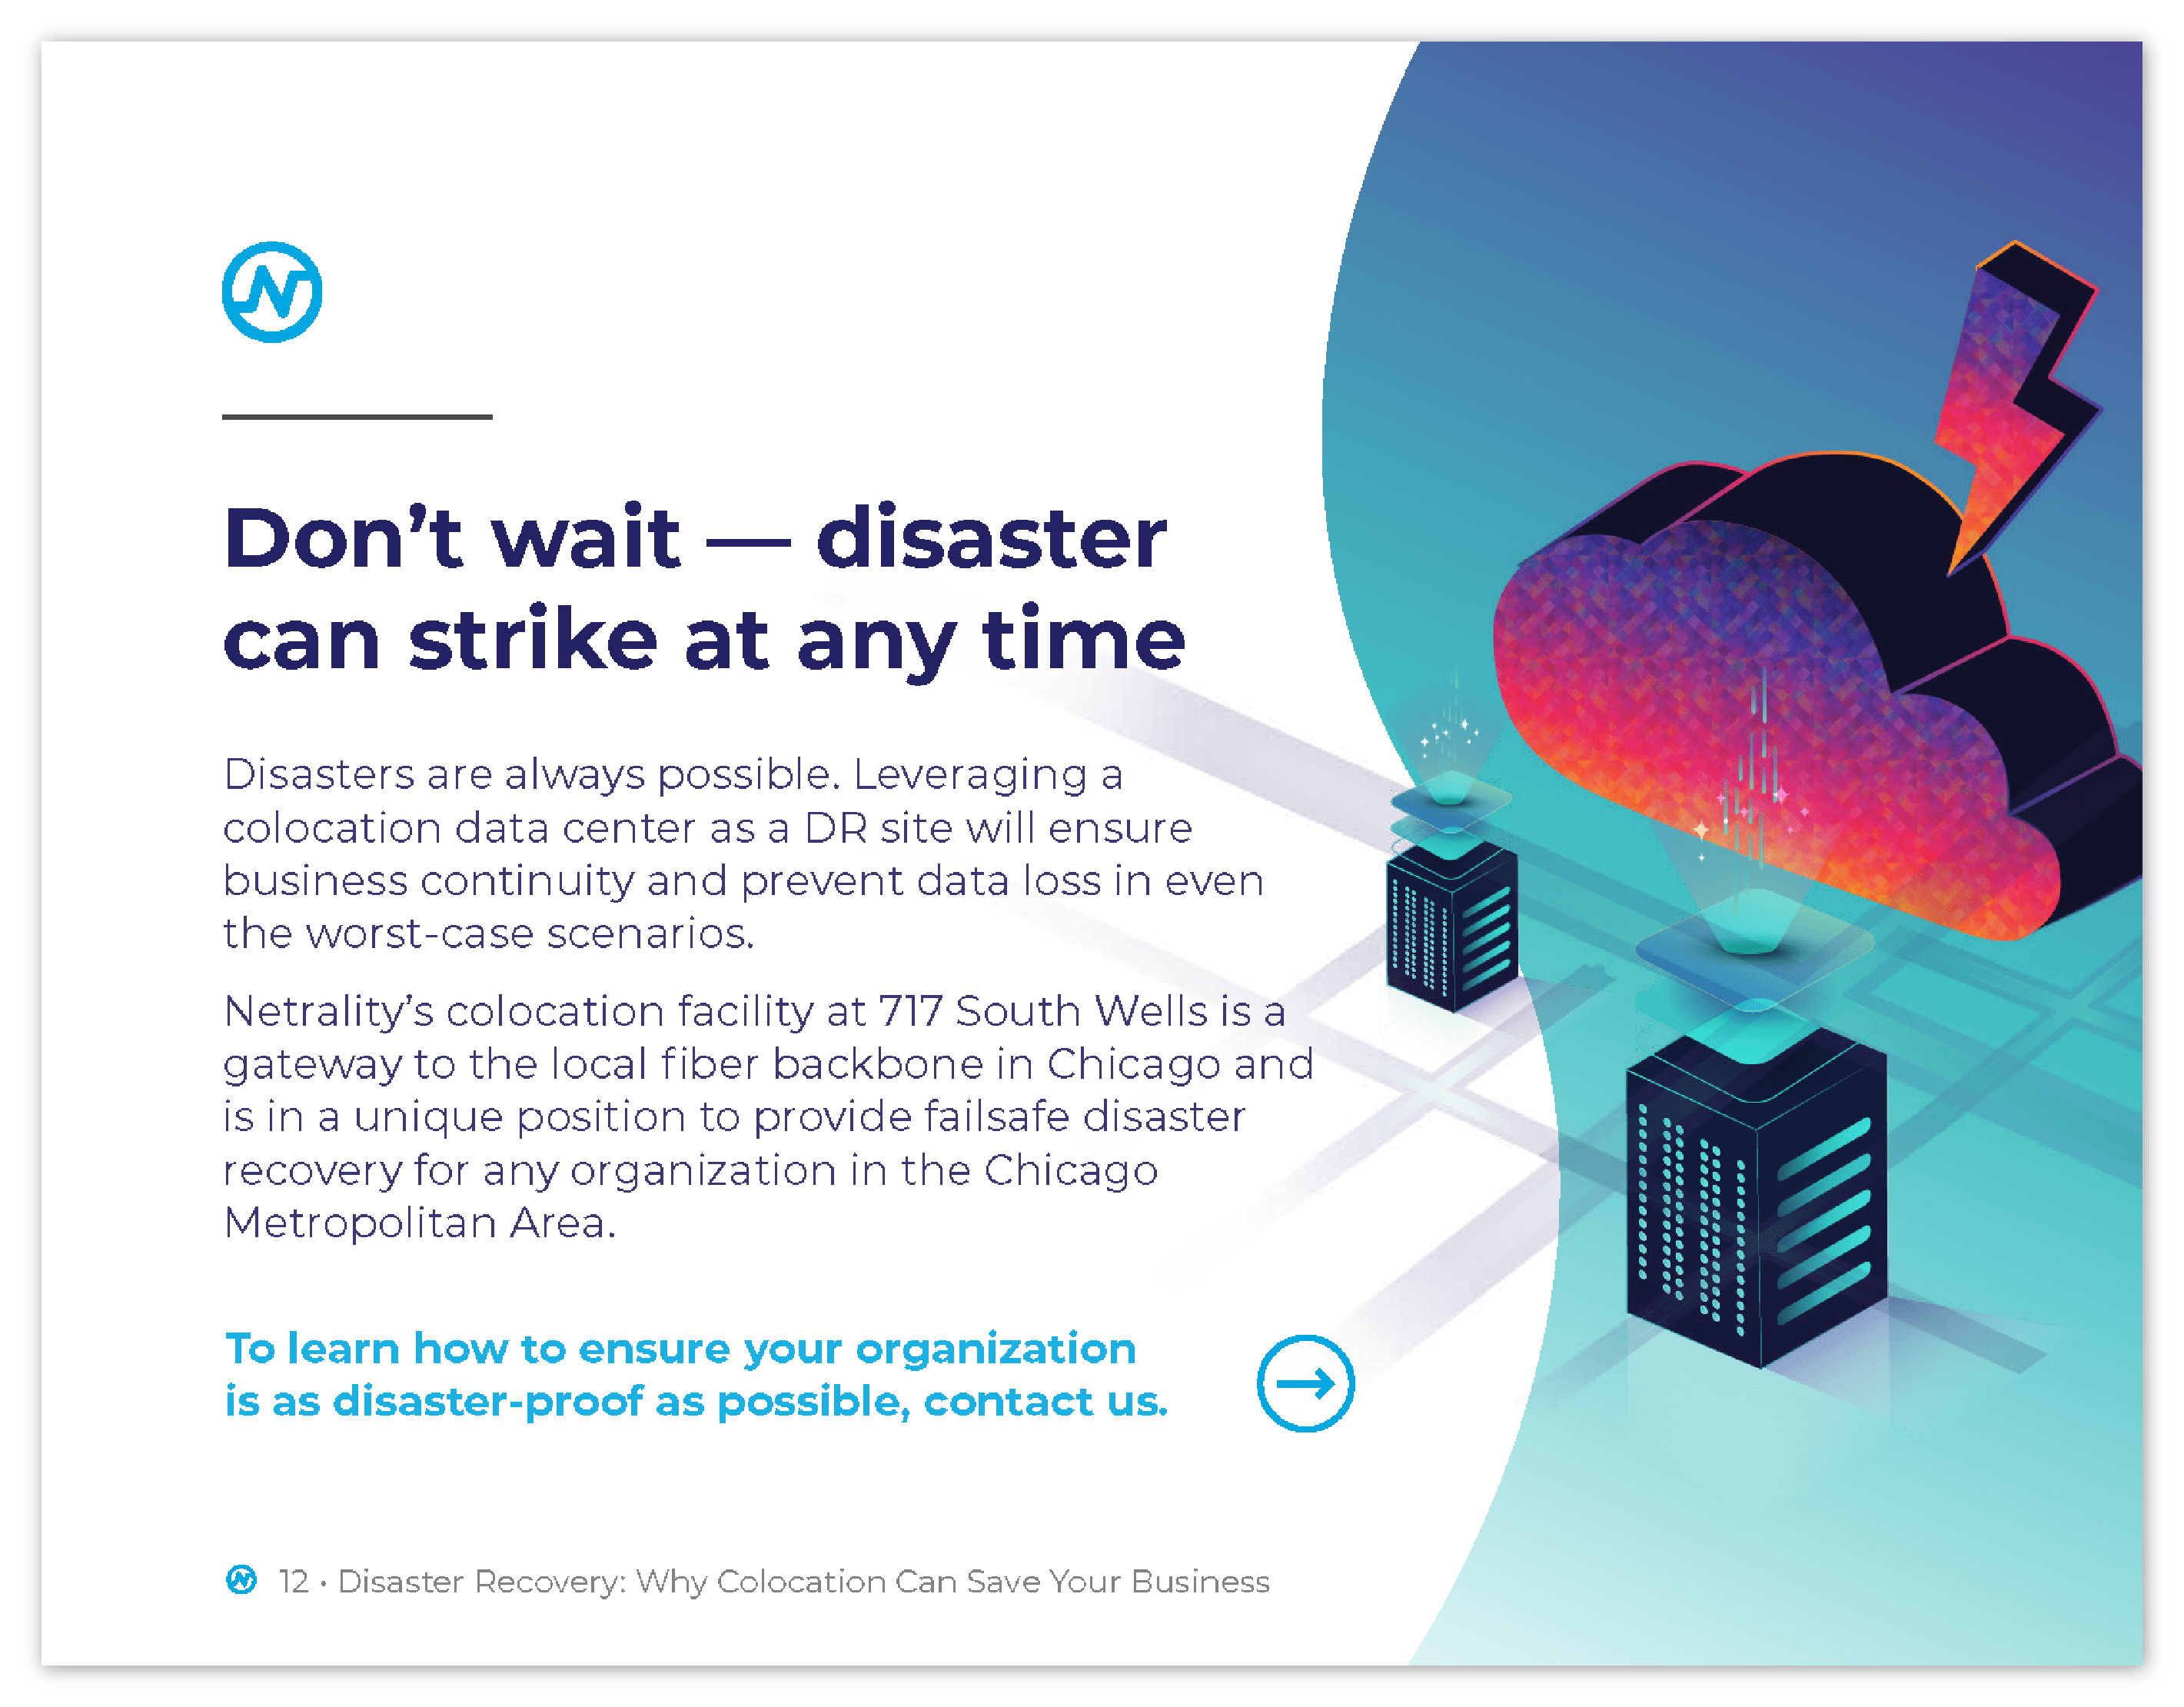 Don’t wait — disaster
can strike at any time
Disasters are always possible. Leveraging a
colocation data center as a DR site will ensure
business continuity and prevent data loss in even
the worst-case scenarios.
Netrality’s colocation facility at 717 South Wells is a
gateway to the local fiber backbone in Chicago and
is in a unique position to provide failsafe disaster
recovery for any organization in the Chicago
Metropolitan Area.
To learn how to ensure your organization
is as disaster-proof as possible, contact us.
12 • Disaster Recovery: Why Colocation Can Save Your Business